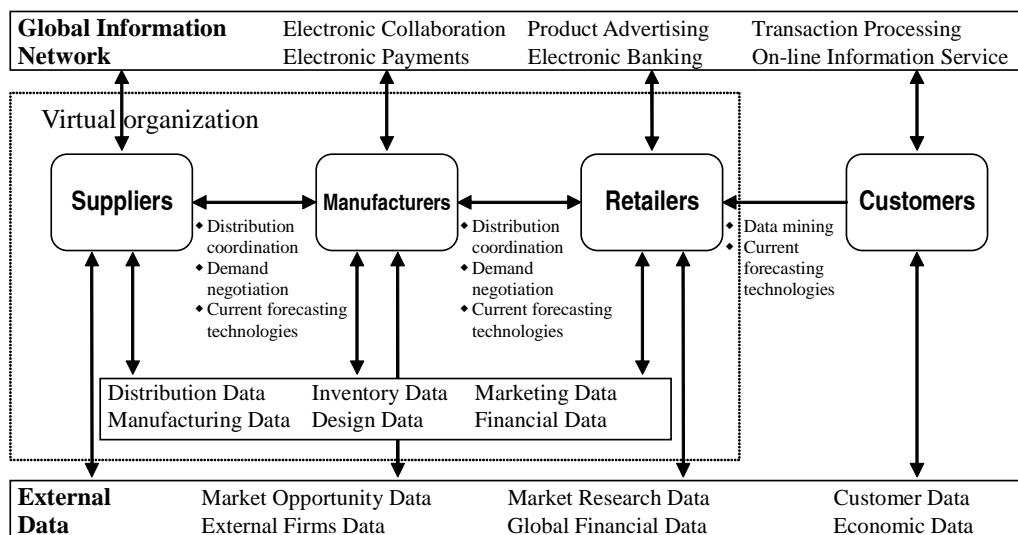 Global Information Network
Electronic Collaboration
Electronic Payments
Product Advertising
Electronic Banking
Transaction Processing
On-line Information Service
Virtual organization
Suppliers
Manufacturers
Retailers
Customers
◆ Distribution
coordination
◆ Demand
negotiation
◆ Current forecasting
technologies
◆ Distribution
coordination
◆ Demand
negotiation
◆ Current forecasting
technologies
◆ Data mining
◆ Current
forecasting
technologies
Distribution Data
Manufacturing Data
Inventory Data
Design Data
Marketing Data
Financial Data
External
Data
Market Opportunity Data
External Firms Data
Market Research Data
Global Financial Data
Customer Data
Economic Data